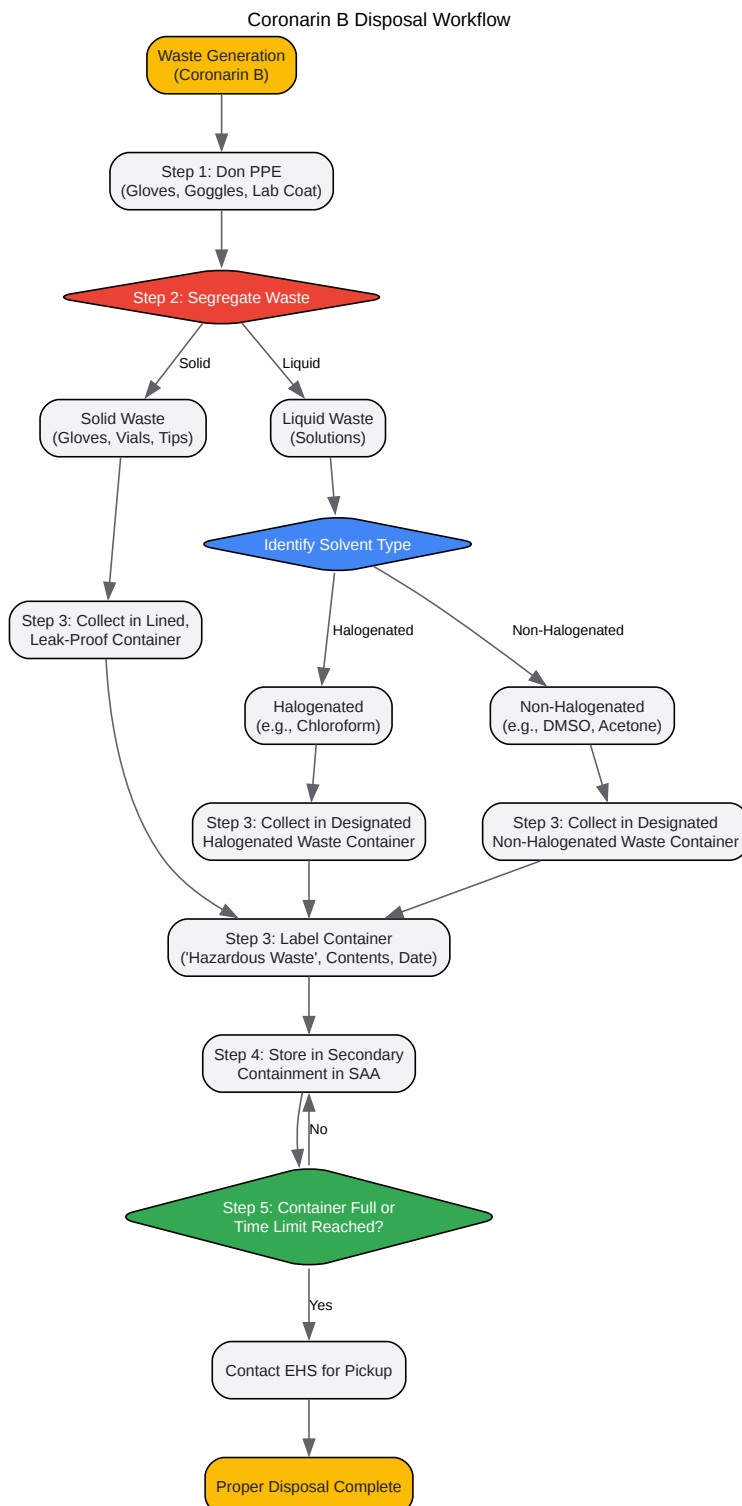 Coronarin B Disposal Workflow
Waste Generation
(Coronarin B)
Step 1: Don PPE
(Gloves, Goggles, Lab Coat)
Step 2: Segregate Waste
Solid
Liquid
Solid Waste
(Gloves, Vials, Tips)
Liquid Waste
(Solutions)
Identify Solvent Type
Step 3: Collect in Lined,
Leak-Proof Container
Halogenated
Non-Halogenated
Halogenated
(e.g., Chloroform)
Non-Halogenated
(e.g., DMSO, Acetone)
Step 3: Collect in Designated
Halogenated Waste Container
Step 3: Collect in Designated
Non-Halogenated Waste Container
Step 3: Label Container
('Hazardous Waste', Contents, Date)
Step 4: Store in Secondary
Containment in SAA
No
Step 5: Container Full or
Time Limit Reached?
Yes
Contact EHS for Pickup
Proper Disposal Complete